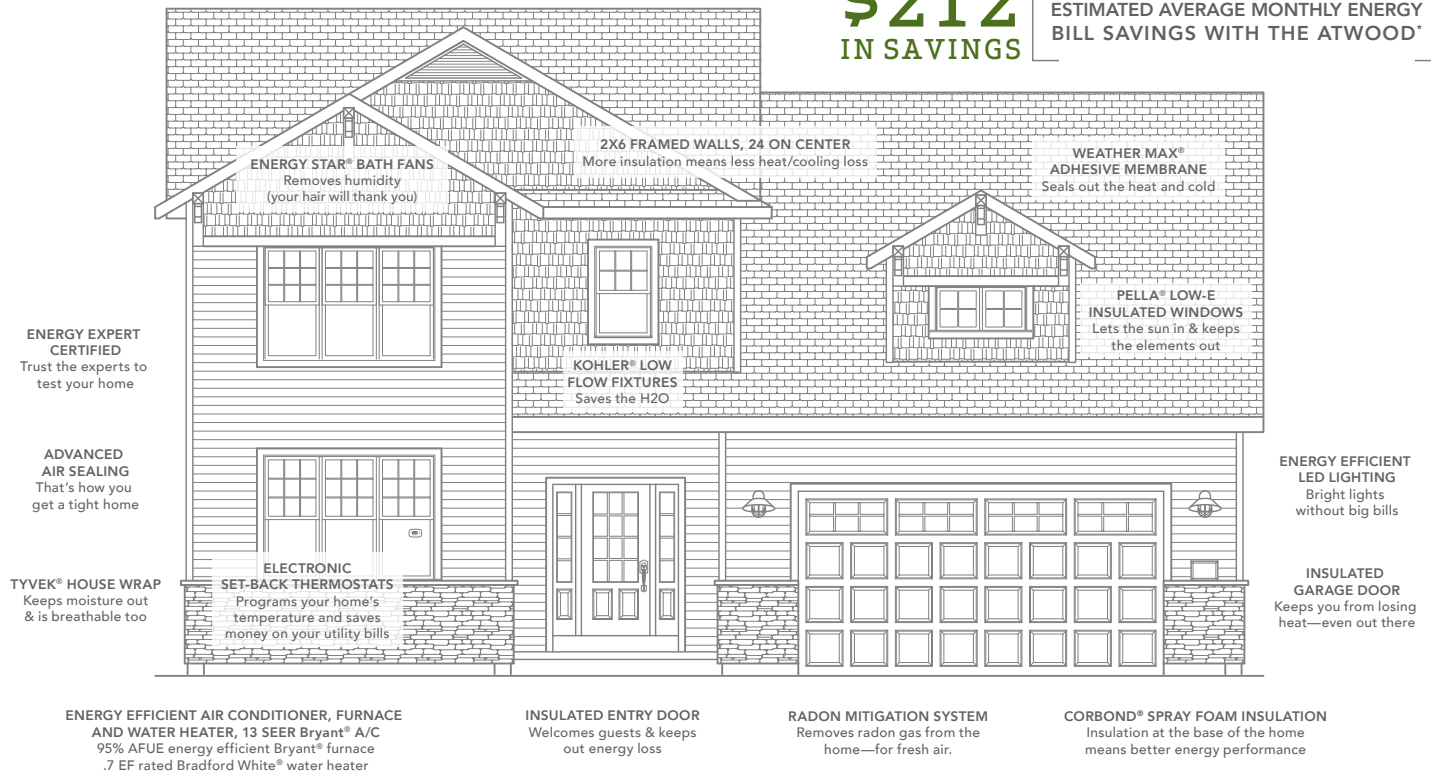 $212
IN SAVINGS
ESTIMATED AVERAGE MONTHLY ENERGY
BILL SAVINGS WITH THE ATWOOD*
ENERGY STAR® BATH FANS
Removes humidity
(your hair will thank you)
2X6 FRAMED WALLS, 24 ON CENTER
More insulation means less heat/cooling loss
WEATHER MAX®
ADHESIVE MEMBRANE
Seals out the heat and cold
PELLA® LOW-E
INSULATED WINDOWS
Lets the sun in & keeps
the elements out
ENERGY EXPERT
CERTIFIED
Trust the experts to
test your home
KOHLER® LOW
FLOW FIXTURES
Saves the H2O
ADVANCED
AIR SEALING
That’s how you
get a tight home
ENERGY EFFICIENT
LED LIGHTING
Bright lights
without big bills
TYVEK® HOUSE WRAP
Keeps moisture out
& is breathable too
ELECTRONIC
SET-BACK THERMOSTATS
Programs your home’s
temperature and saves
money on your utility bills
INSULATED
GARAGE DOOR
Keeps you from losing
heat—even out there
ENERGY EFFICIENT AIR CONDITIONER, FURNACE
AND WATER HEATER, 13 SEER Bryant® A/C
95% AFUE energy efficient Bryant® furnace
.7 EF rated Bradford White® water heater
INSULATED ENTRY DOOR
Welcomes guests & keeps
out energy loss
RADON MITIGATION SYSTEM
Removes radon gas from the
home—for fresh air.
CORBOND® SPRAY FOAM INSULATION
Insulation at the base of the home
means better energy performance